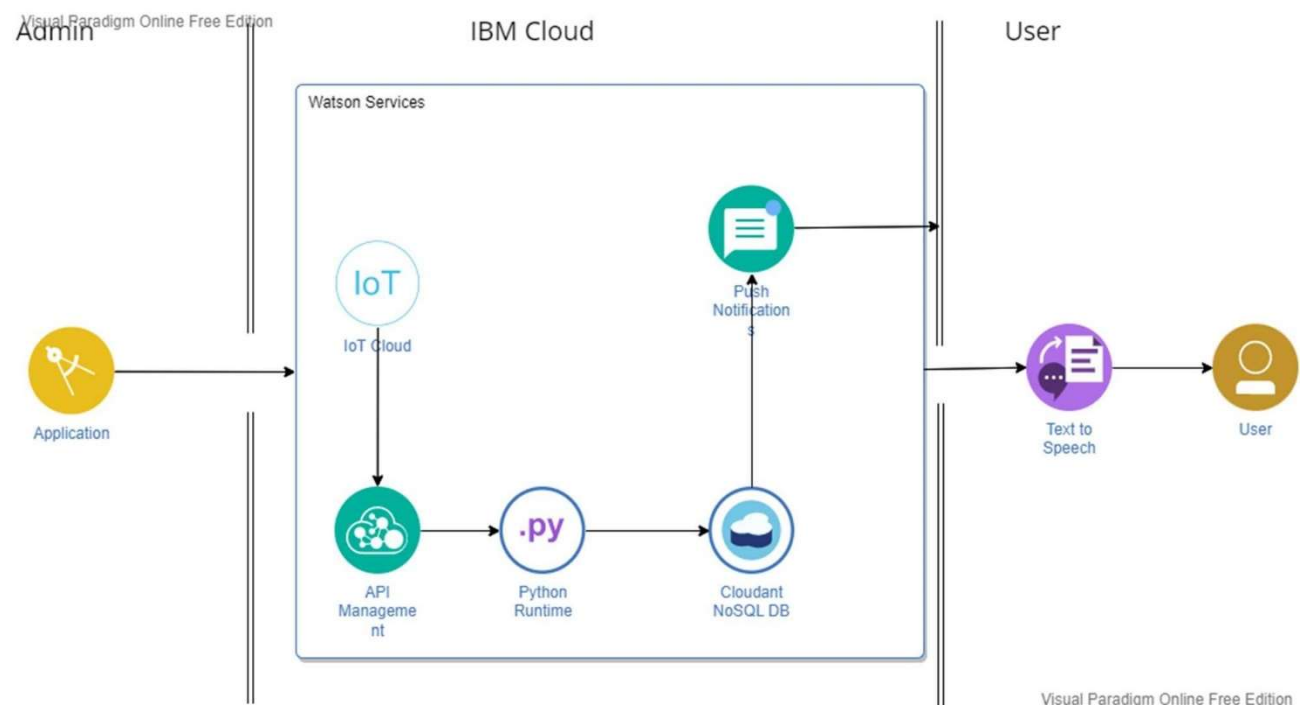 Visual Paradigm Online Free Edition
Admin
IBM Cloud
User
Watson Services
IoT
IoT Cloud
Push
Notification
s
Application
Text to
Speech
User
.py
API
Manageme
nt
Python
Runtime
Cloudant
NoSQL DB
Visual Paradigm Online Free Edition